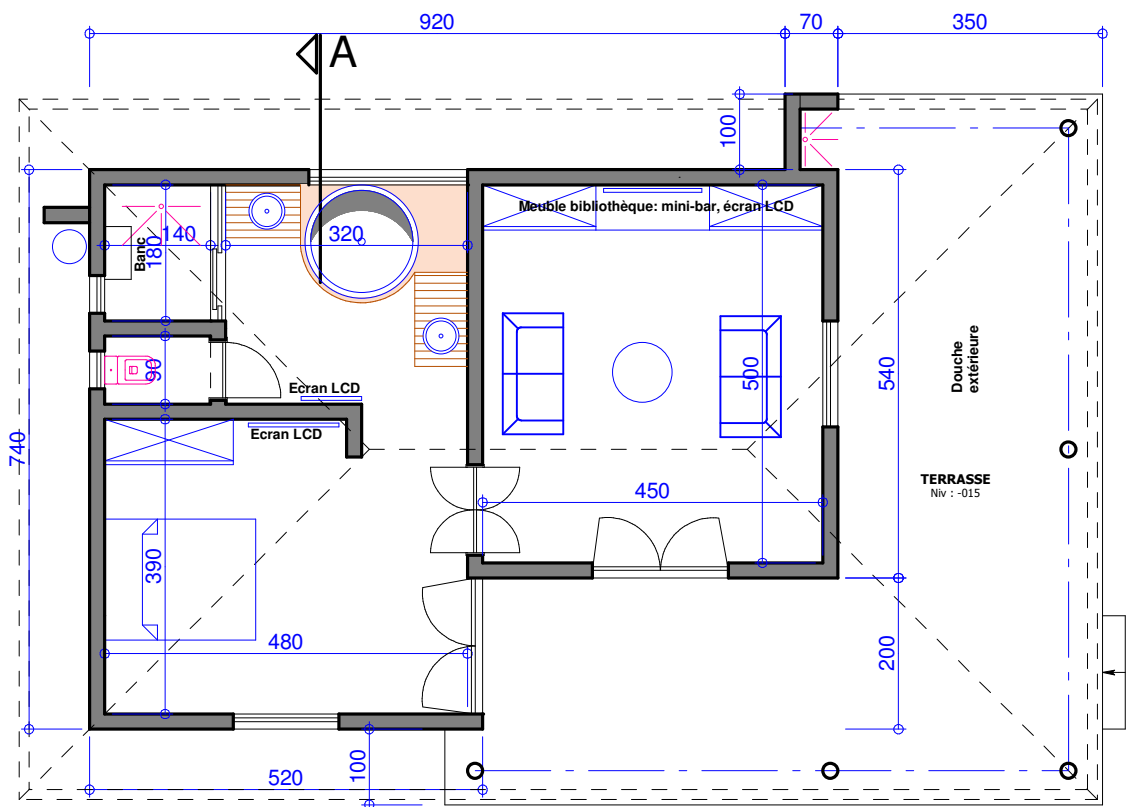 920
70
350
A
100
Meuble bibliothèque: mini-bar, écran LCD
140
320
Banc
180
90
Ecran LCD
Ecran LCD
500
540
Douche
extérieure
740
450
TERRASSE
Niv : -015
390
480
200
100
520